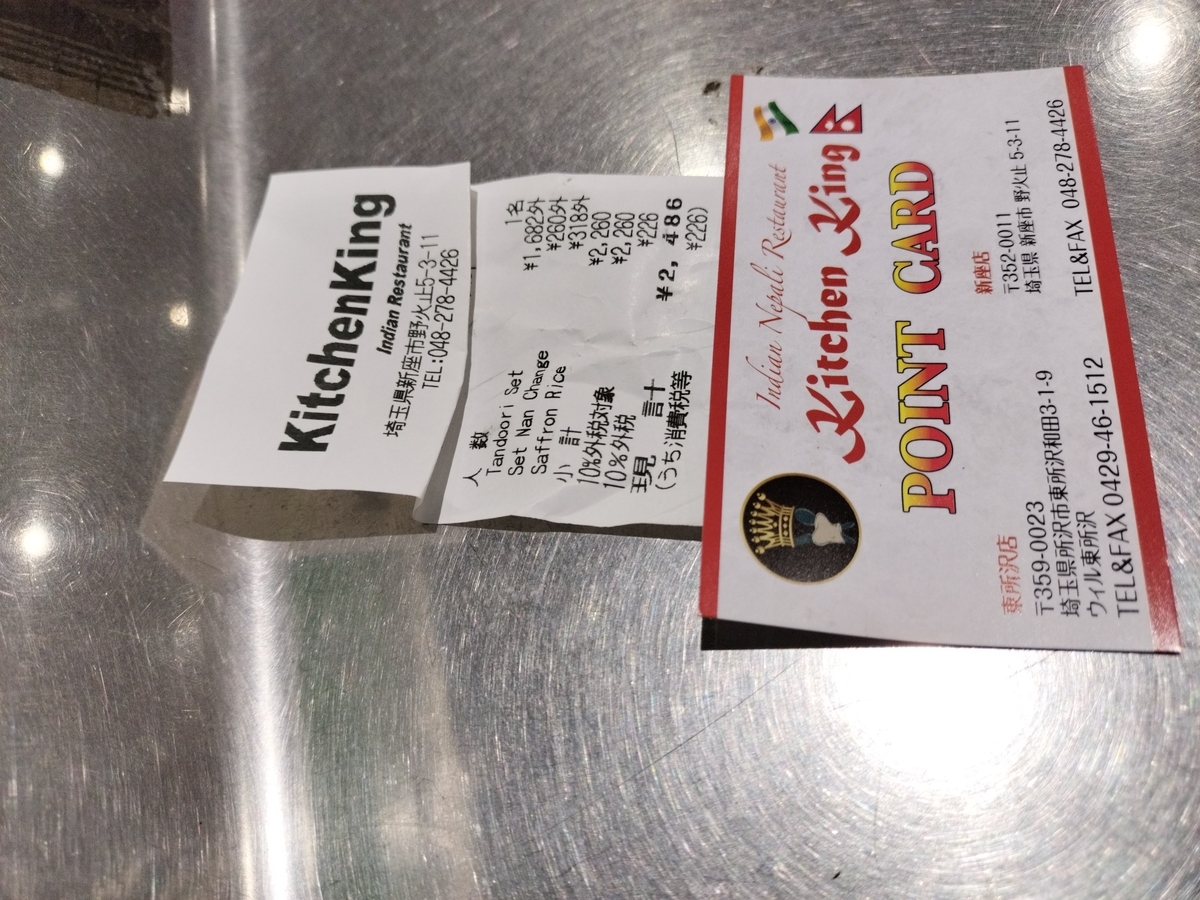 KitchenKing
Indian Restaurant
埼玉県新座市野火止5-3-11
TEL:048-278-4426
人 数 1名
Tandoori Set ¥1,682外
Set Nan Change ¥260外
Saffron Rice ¥318外
小 計 ¥2,260
10%外税対象 ¥2,260
10%外税 ¥226
現 計 ¥2,486
(うち消費税等 ¥226)
Indian Nepali Restaurant
Kitchen King
POINT CARD
東所沢店
〒359-0023
埼玉県所沢市東所沢和田3-1-9
ウィル東所沢
TEL&FAX 0429-46-1512
新座店
〒352-0011
埼玉県 新座市 野火止 5-3-11
TEL&FAX 048-278-4426